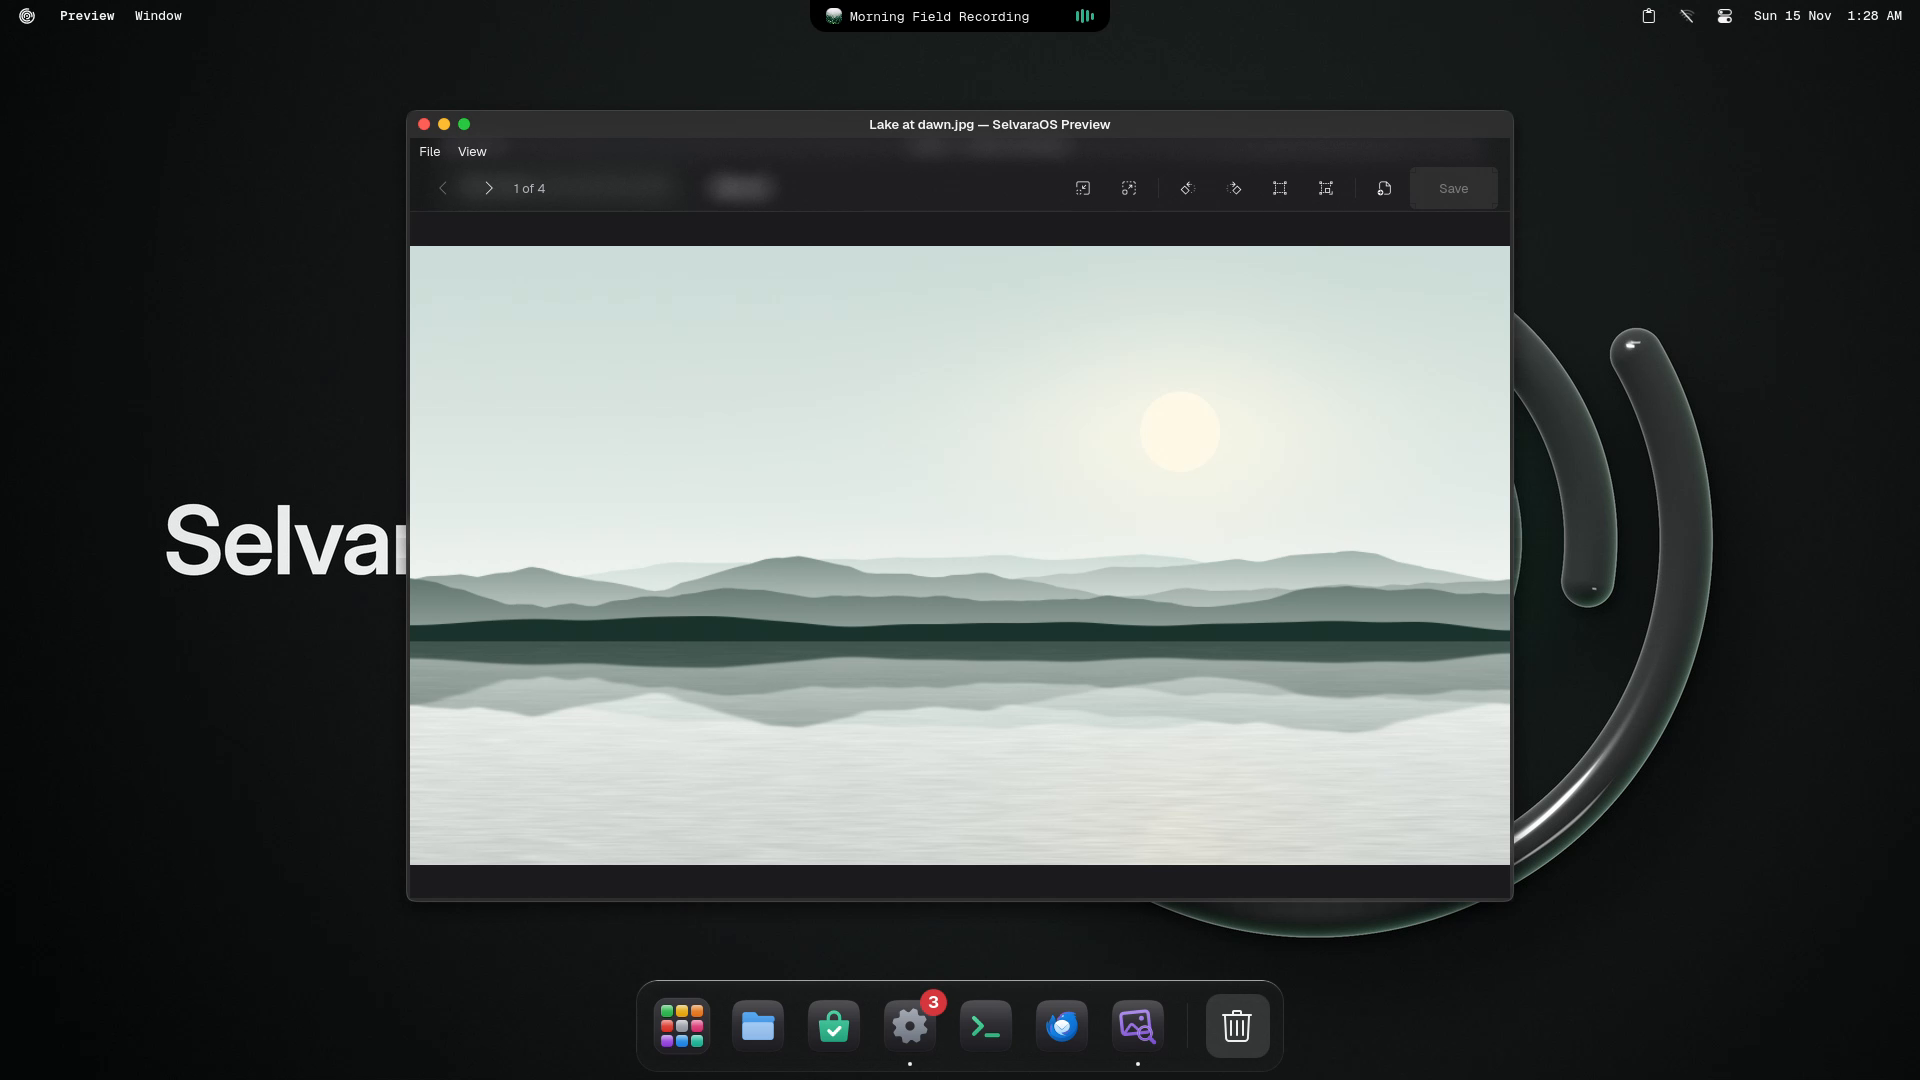 Preview Window
Morning Field Recording
Sun 15 Nov 1:28 AM
Lake at dawn.jpg — SelvaraOS Preview
File View
1 of 4
Save
3